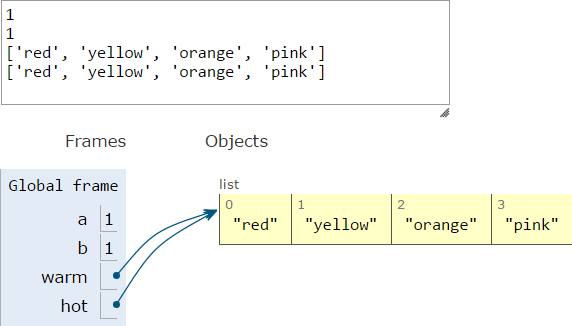 1
1
['red', 'yellow', 'orange', 'pink']
['red', 'yellow', 'orange', 'pink']
Frames Objects
Global frame
a 1
b 1
warm
hot
list
0 1 2 3
"red" "yellow" "orange" "pink"